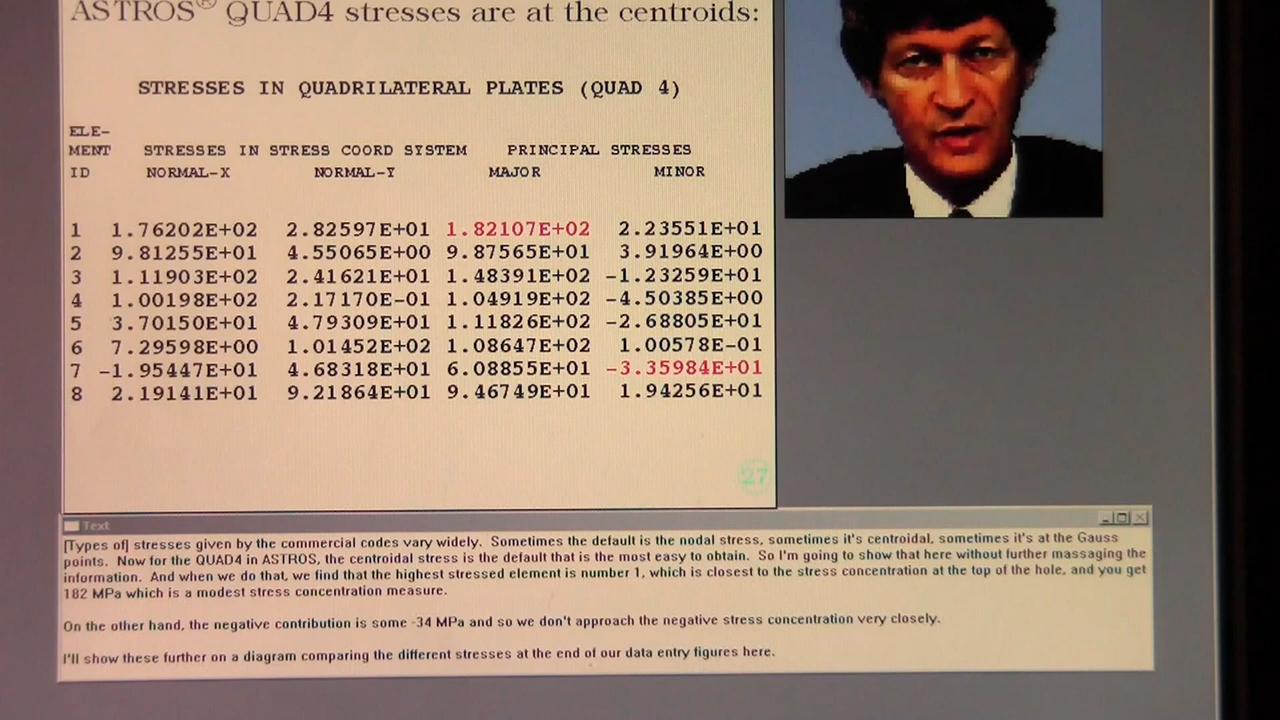 ASTROS® QUAD4 stresses are at the centroids:
STRESSES IN QUADRILATERAL PLATES (QUAD 4)
ELE-
MENT STRESSES IN STRESS COORD SYSTEM PRINCIPAL STRESSES
ID NORMAL-X NORMAL-Y MAJOR MINOR
1 1.76202E+02 2.82597E+01 1.82107E+02 2.23551E+01
2 9.81255E+01 4.55065E+00 9.87565E+01 3.91964E+00
3 1.11903E+02 2.41621E+01 1.48391E+02 -1.23259E+01
4 1.00198E+02 2.17170E-01 1.04919E+02 -4.50385E+00
5 3.70150E+01 4.79309E+01 1.11826E+02 -2.68805E+01
6 7.29598E+00 1.01452E+02 1.08647E+02 1.00578E-01
7 -1.95447E+01 4.68318E+01 6.08855E+01 -3.35984E+01
8 2.19141E+01 9.21864E+01 9.46749E+01 1.94256E+01
27
Text
[Types of] stresses given by the commercial codes vary widely. Sometimes the default is the nodal stress, sometimes it's centroidal, sometimes it's at the Gauss
points. Now for the QUAD4 in ASTROS, the centroidal stress is the default that is the most easy to obtain. So I'm going to show that here without further massaging the
information. And when we do that, we find that the highest stressed element is number 1, which is closest to the stress concentration at the top of the hole, and you get
182 MPa which is a modest stress concentration measure.
On the other hand, the negative contribution is some -34 MPa and so we don't approach the negative stress concentration very closely.
I'll show these further on a diagram comparing the different stresses at the end of our data entry figures here.